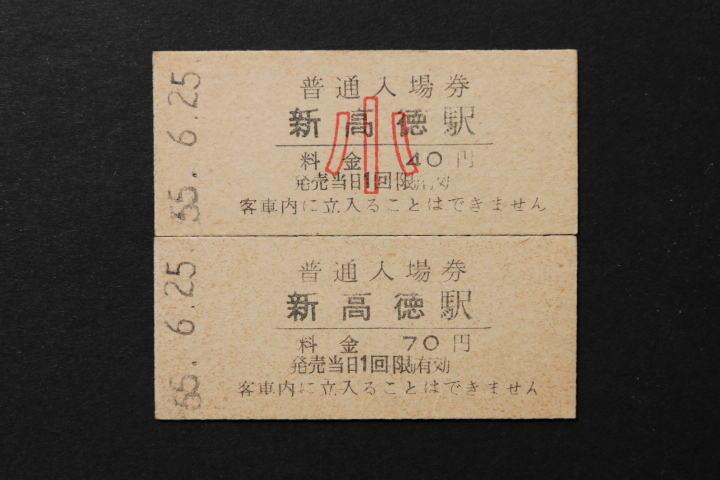 55.6.25
普通入場券
新高徳駅
小
料金 40円
発売当日1回限有効
客車内に立入ることはできません
55.6.25
普通入場券
新高徳駅
料金 70円
発売当日1回限有効
客車内に立入ることはできません